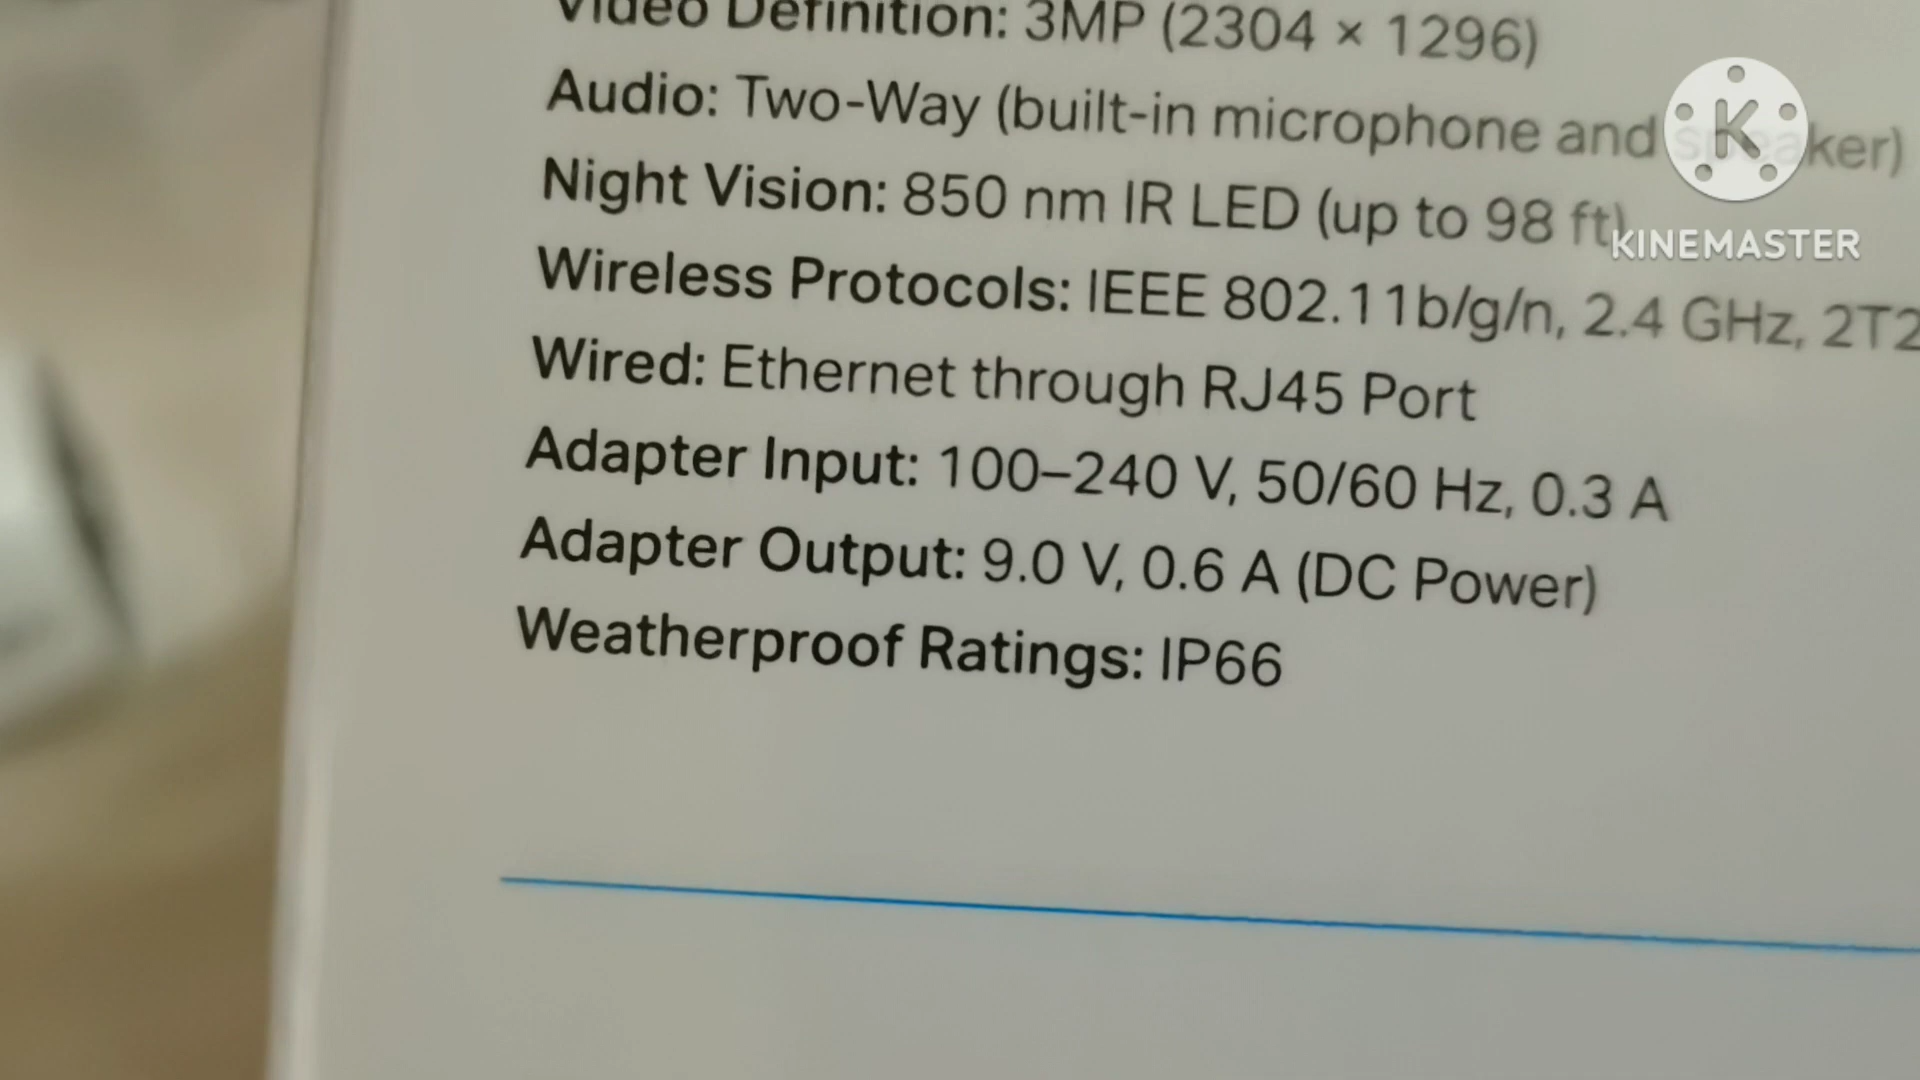 Video Definition: 3MP (2304 × 1296)
Audio: Two-Way (built-in microphone and speaker)
Night Vision: 850 nm IR LED (up to 98 ft)
Wireless Protocols: IEEE 802.11b/g/n, 2.4 GHz, 2T2
Wired: Ethernet through RJ45 Port
Adapter Input: 100–240 V, 50/60 Hz, 0.3 A
Adapter Output: 9.0 V, 0.6 A (DC Power)
Weatherproof Ratings: IP66
K
KINEMASTER